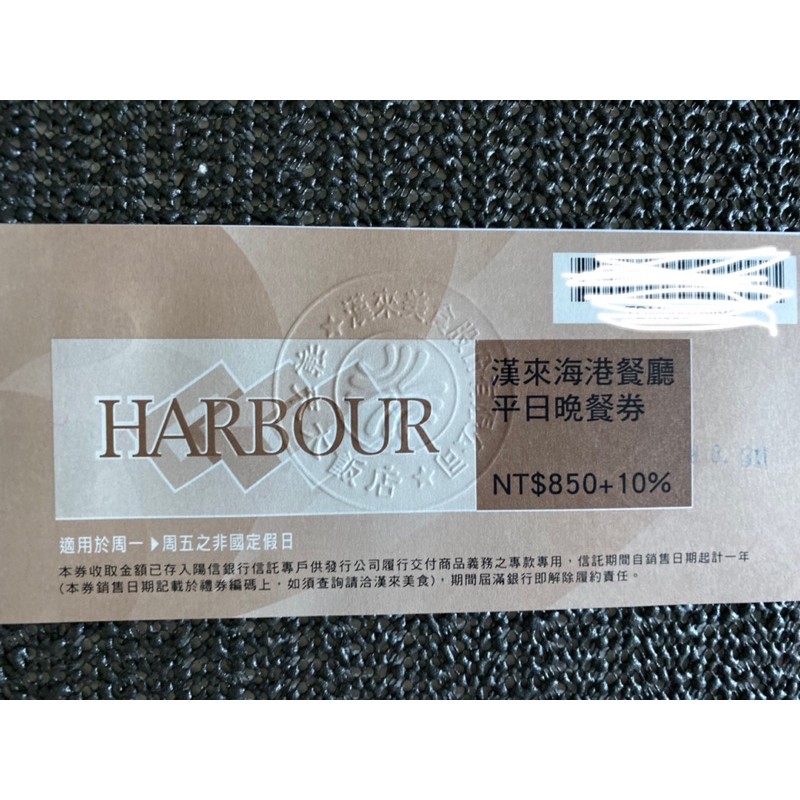 漢來海港餐廳
平日晚餐券
HARBOUR
NT$850+10%
適用於周一▶周五之非國定假日
本券收取金額已存入陽信銀行信託專戶供發行公司履行交付商品義務之專款專用，信託期間自銷售日期起計一年
(本券銷售日期記載於禮券編碼上，如須查詢請洽漢來美食)，期間屆滿銀行即解除履約責任。